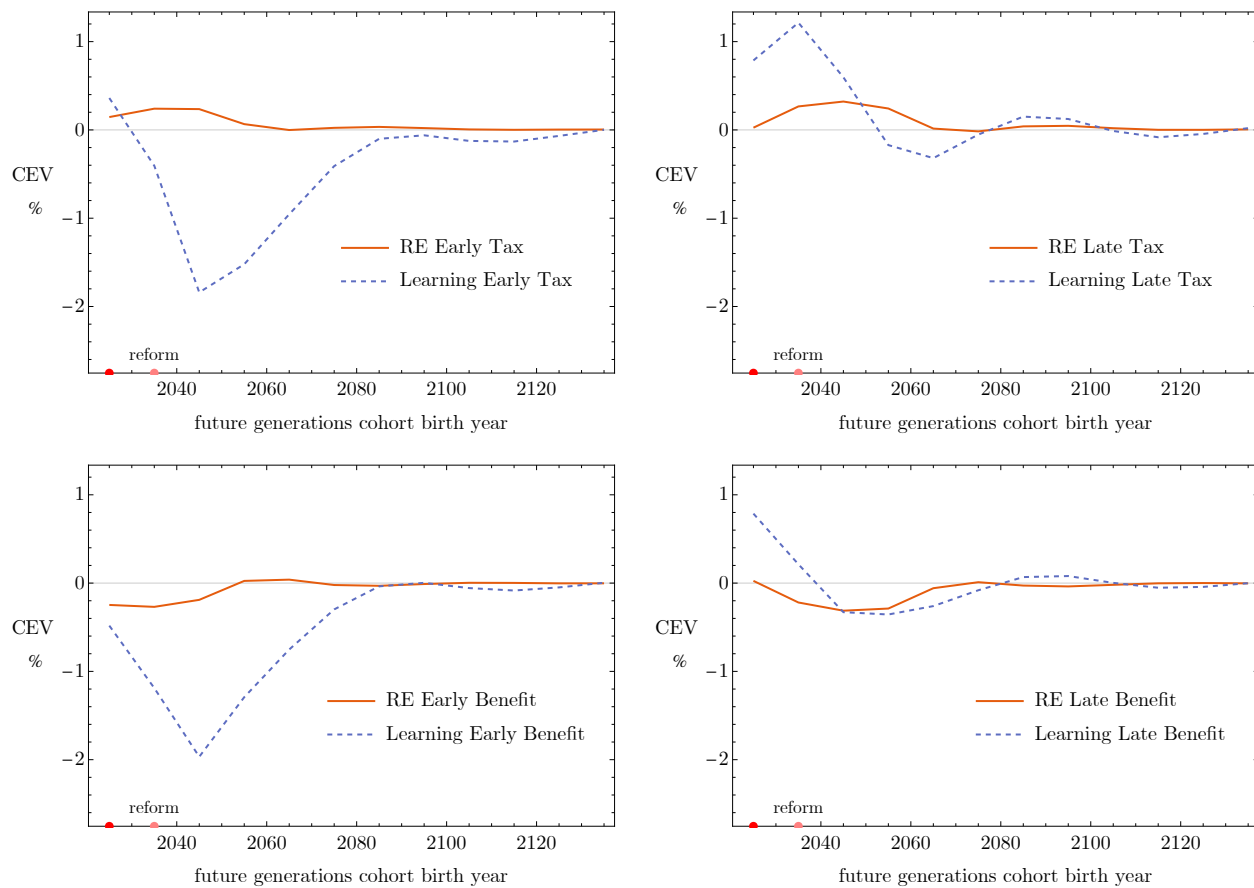 1
0
−1
−2
CEV
%
RE Early Tax
Learning Early Tax
reform
2040
2060
2080
2100
2120
future generations cohort birth year
1
0
−1
−2
CEV
%
RE Late Tax
Learning Late Tax
reform
2040
2060
2080
2100
2120
future generations cohort birth year
1
0
−1
−2
CEV
%
RE Early Benefit
Learning Early Benefit
reform
2040
2060
2080
2100
2120
future generations cohort birth year
1
0
−1
−2
CEV
%
RE Late Benefit
Learning Late Benefit
reform
2040
2060
2080
2100
2120
future generations cohort birth year